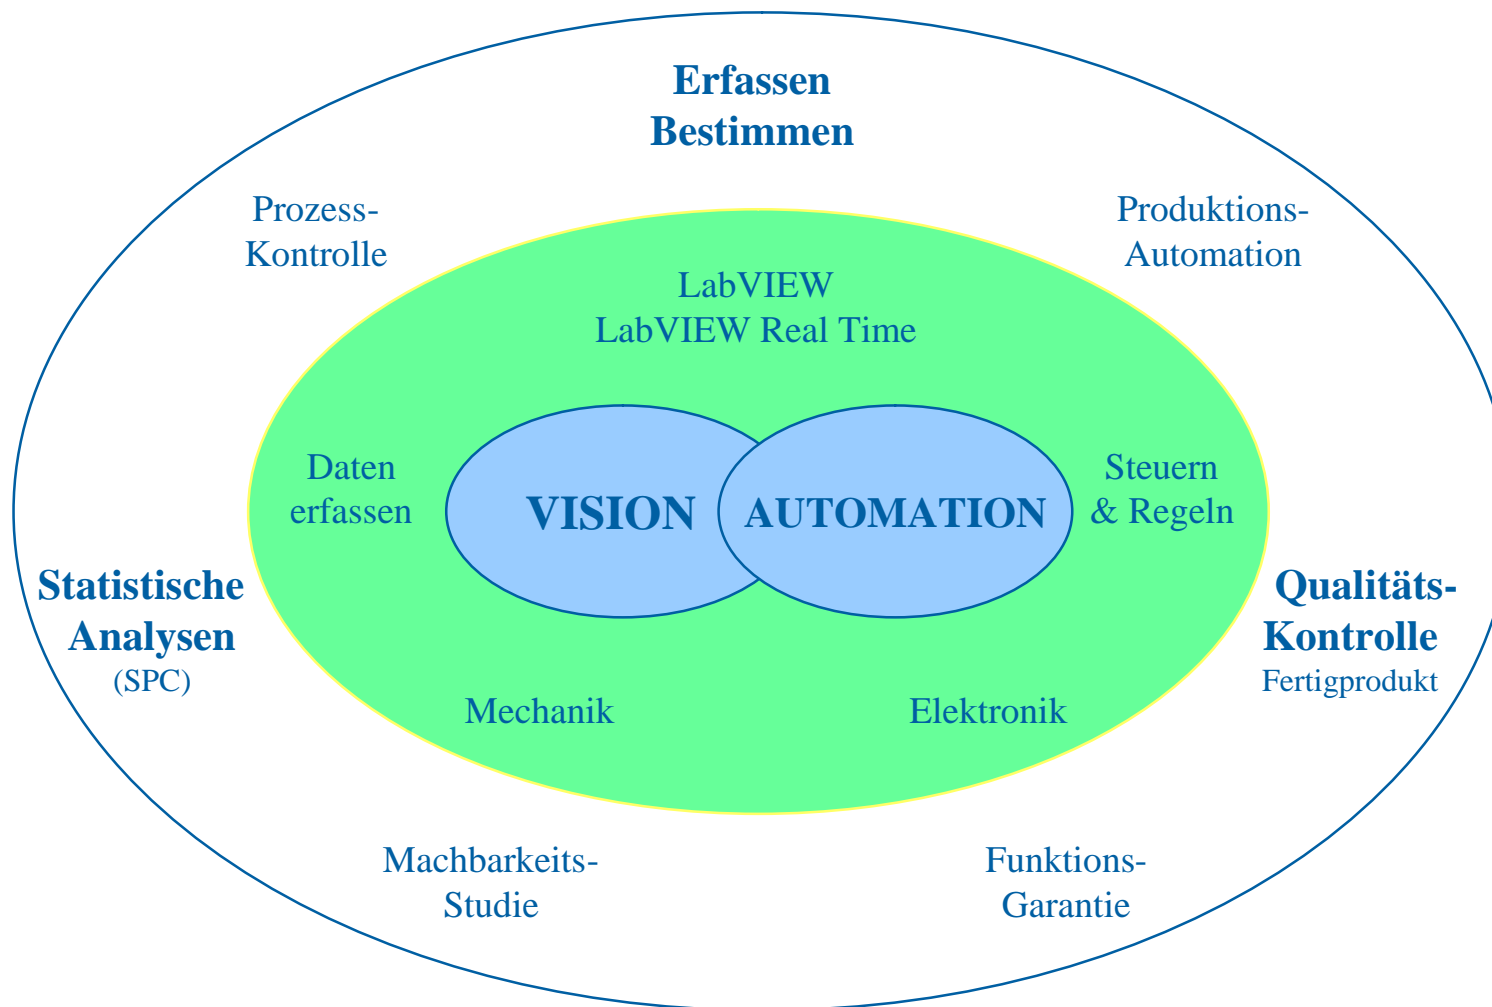 Erfassen
Bestimmen
Prozess-
Kontrolle
Produktions-
Automation
LabVIEW
LabVIEW Real Time
Daten
erfassen
VISION
AUTOMATION
Steuern
& Regeln
Statistische
Analysen
(SPC)
Qualitäts-
Kontrolle
Fertigprodukt
Mechanik
Elektronik
Machbarkeits-
Studie
Funktions-
Garantie